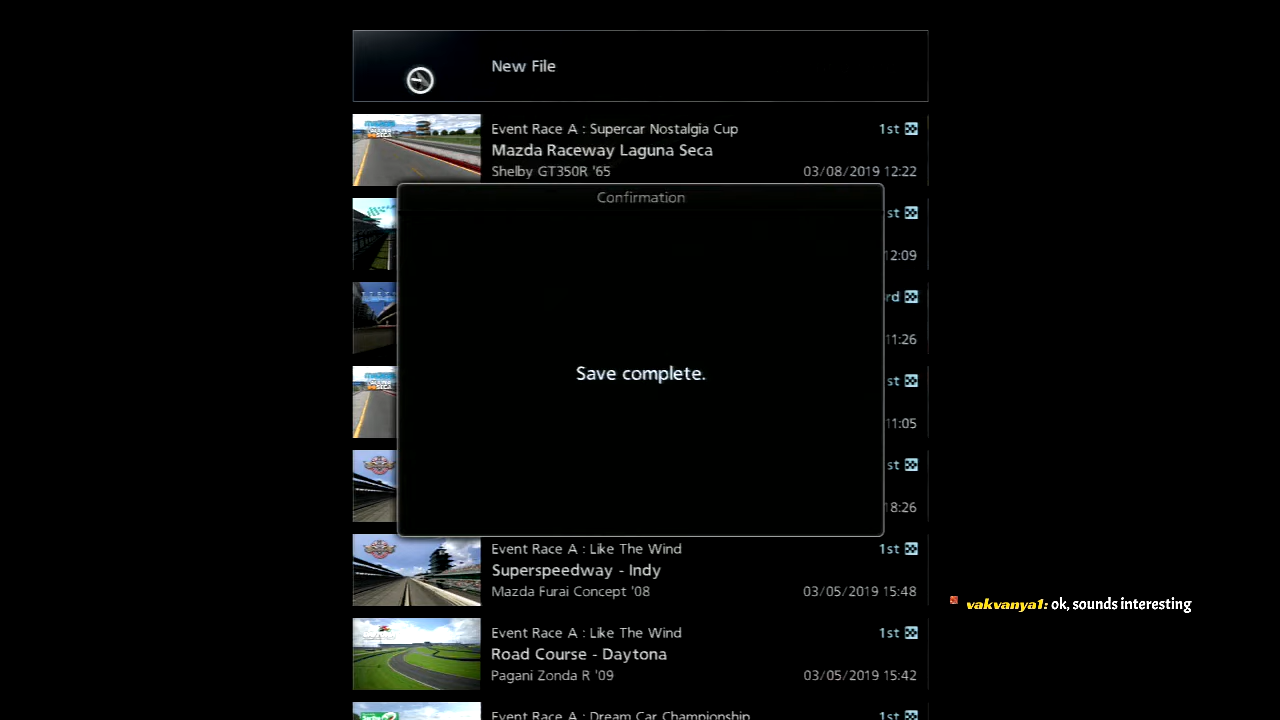 New File
Event Race A : Supercar Nostalgia Cup
1st
Mazda Raceway Laguna Seca
Shelby GT350R '65
03/08/2019 12:22
Confirmation
st
12:09
rd
11:26
Save complete.
st
11:05
st
18:26
Event Race A : Like The Wind
1st
Superspeedway - Indy
Mazda Furai Concept '08
03/05/2019 15:48
vakvanya1: ok, sounds interesting
Event Race A : Like The Wind
1st
Road Course - Daytona
Pagani Zonda R '09
03/05/2019 15:42
Event Race A : Dream Car Championship
1st